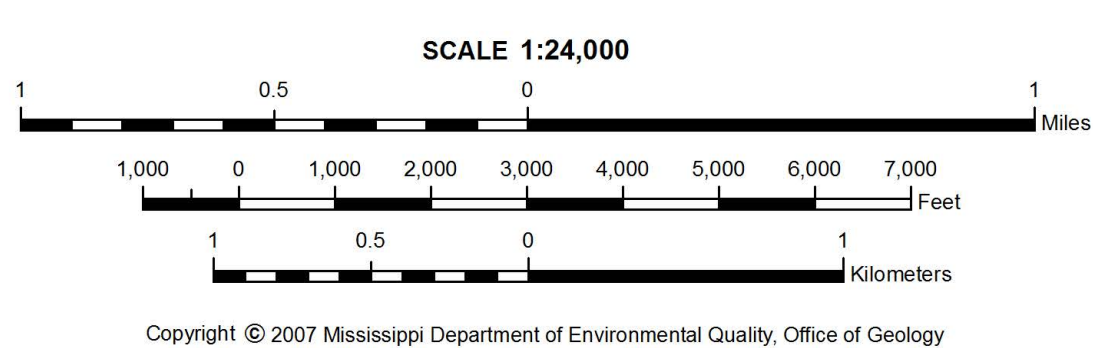 SCALE 1:24,000
1 0.5 0 1
Miles
1,000 0 1,000 2,000 3,000 4,000 5,000 6,000 7,000
Feet
1 0.5 0 1
Kilometers
Copyright © 2007 Mississippi Department of Environmental Quality, Office of Geology